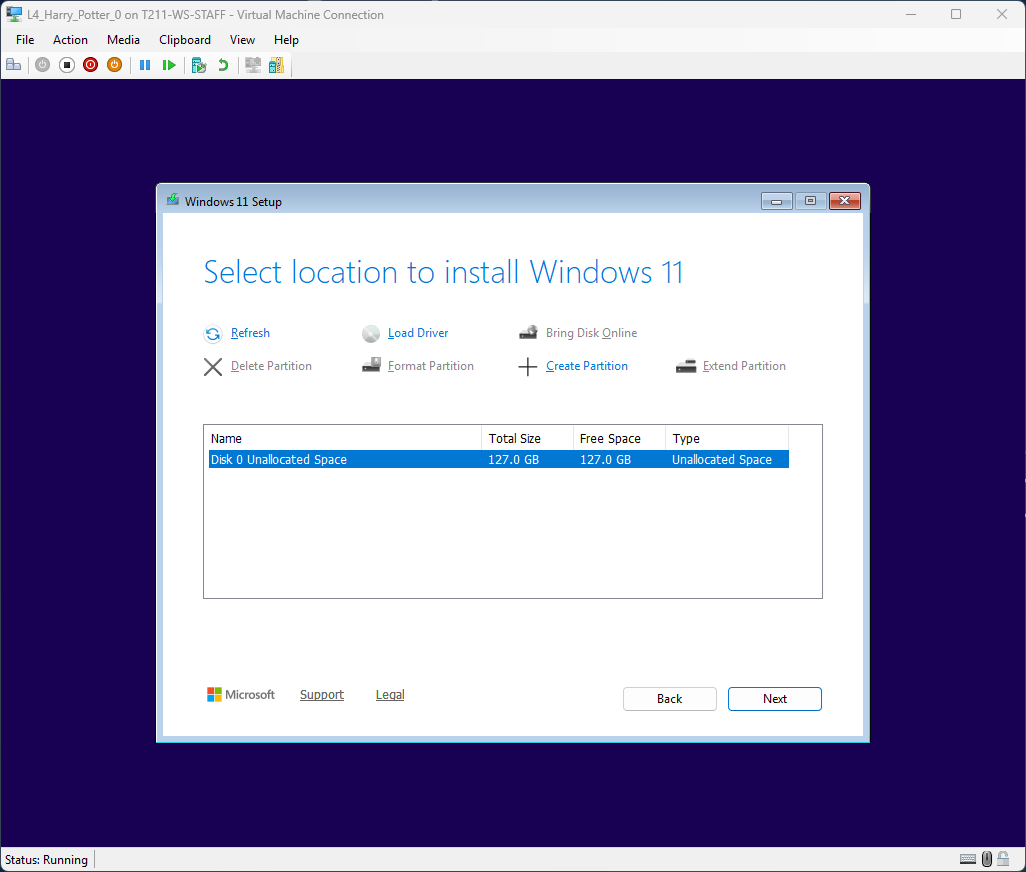 L4_Harry_Potter_0 on T211-WS-STAFF - Virtual Machine Connection
File Action Media Clipboard View Help
Windows 11 Setup
Select location to install Windows 11
Refresh Load Driver Bring Disk Online
Delete Partition Format Partition Create Partition Extend Partition
Name Total Size Free Space Type
Disk 0 Unallocated Space 127.0 GB 127.0 GB Unallocated Space
Microsoft Support Legal Back Next
Status: Running